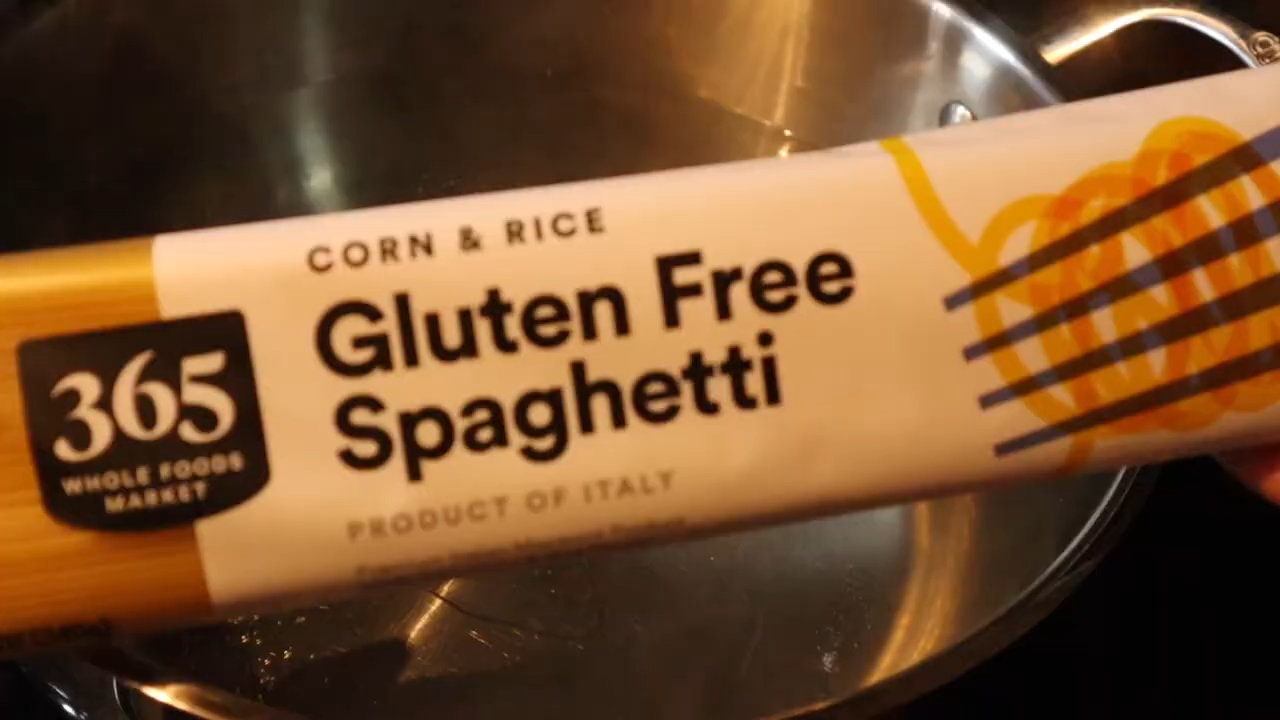 CORN & RICE
Gluten Free
Spaghetti
PRODUCT OF ITALY
365
WHOLE FOODS
MARKET